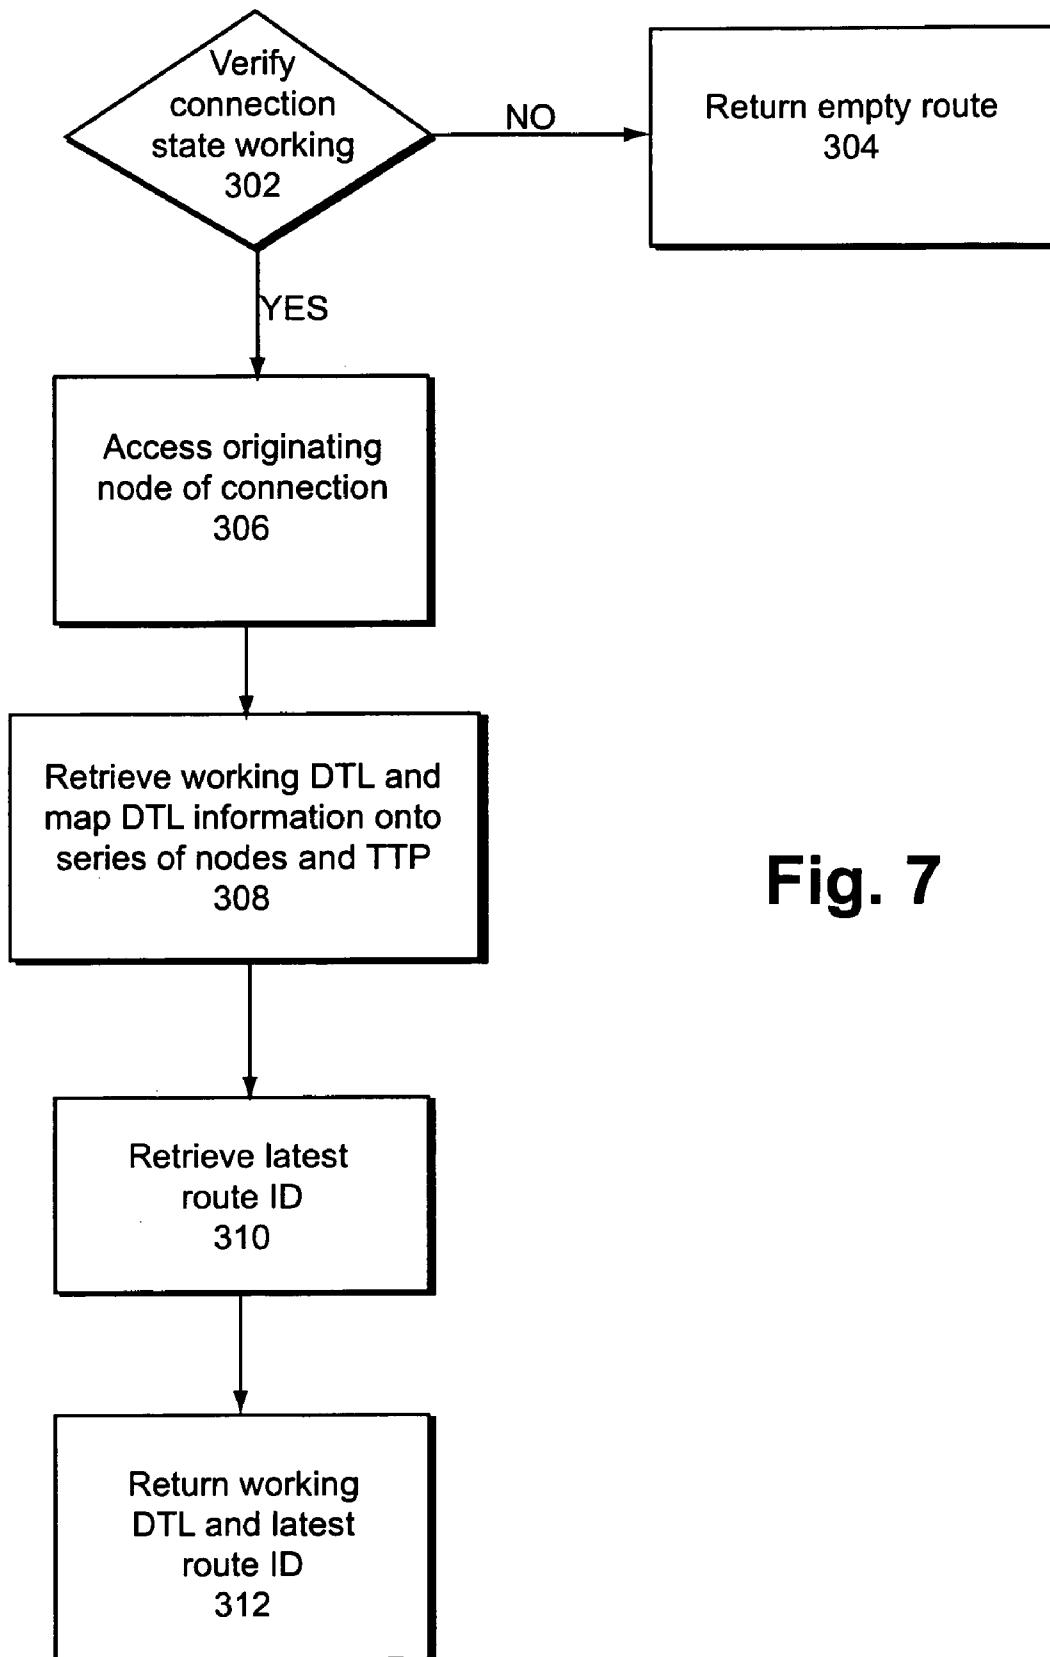 Verify
connection
state working
302
NO
Return empty route
304
YES
Access originating
node of connection
306
Retrieve working DTL and
map DTL information onto
series of nodes and TTP
308
Fig. 7
Retrieve latest
route ID
310
Return working
DTL and latest
route ID
312